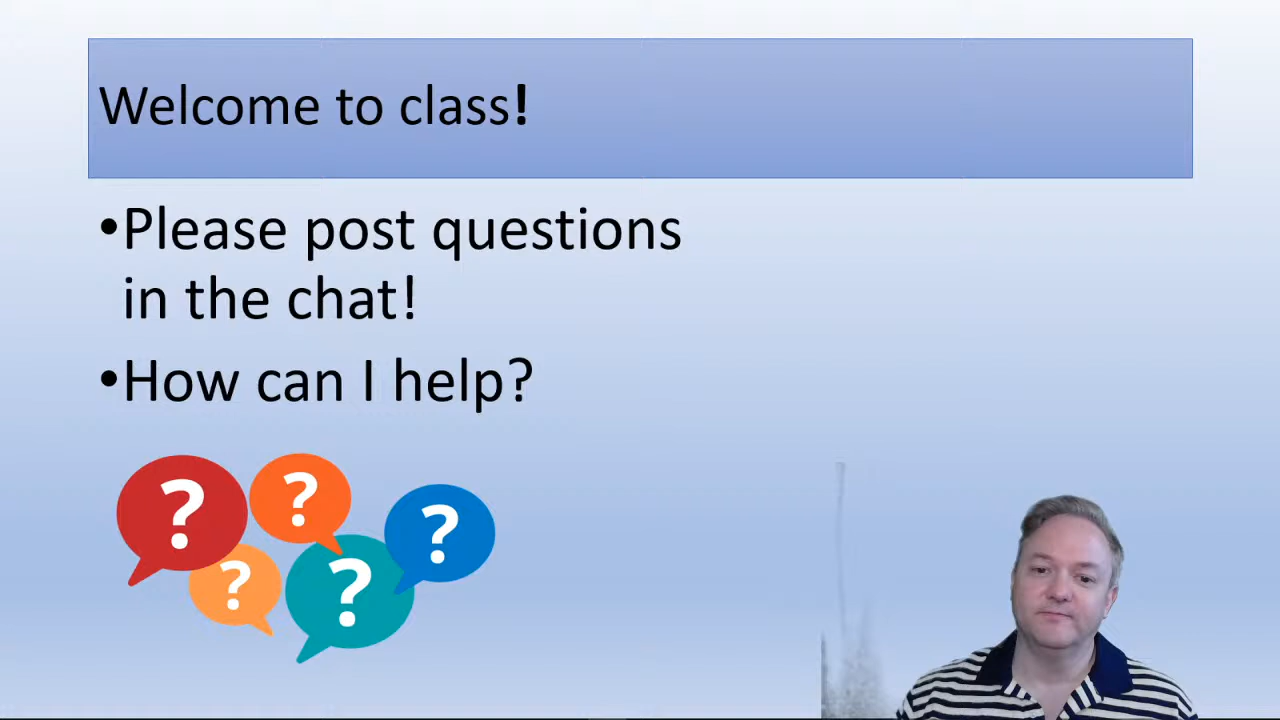 Welcome to class!
•Please post questions
in the chat!
•How can I help?
? ?
?
? ?